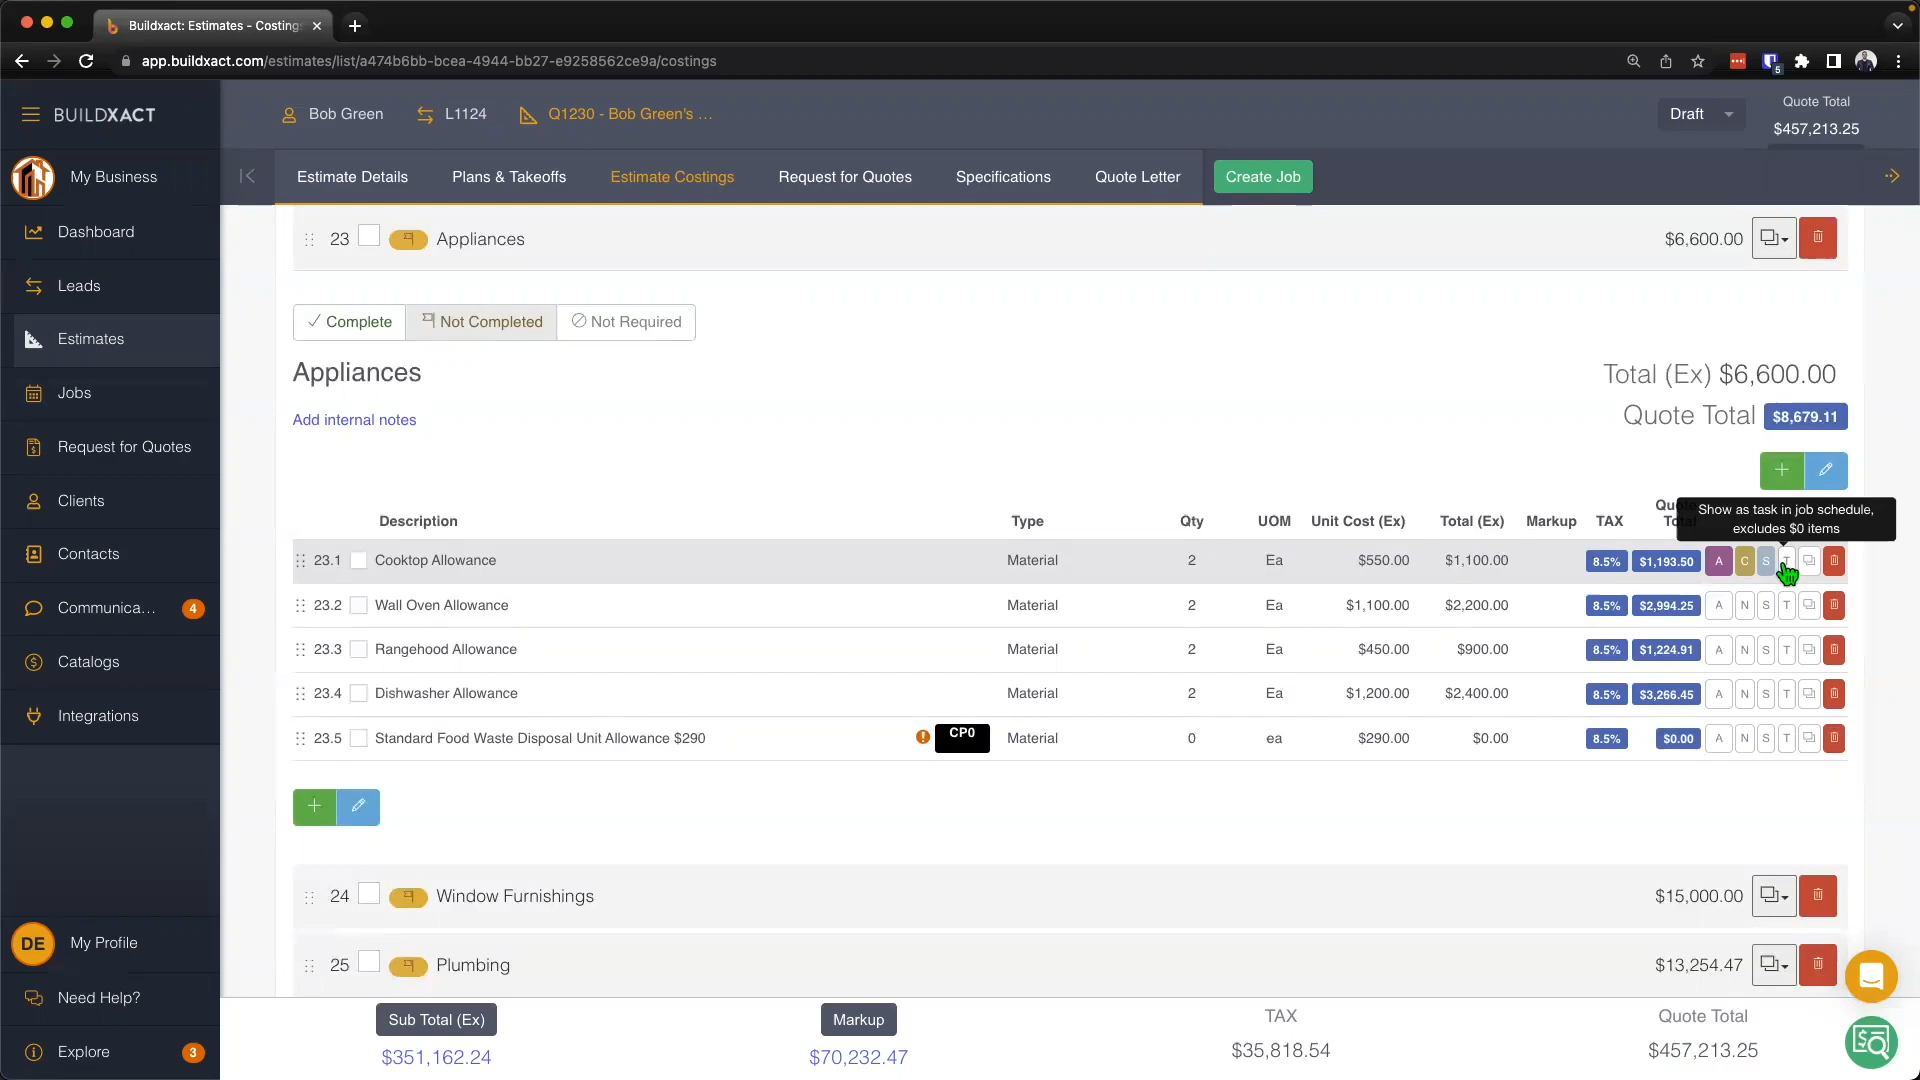 Buildxact: Estimates - Costing
app.buildxact.com/estimates/list/a474b6bb-bcea-4944-bb27-e9258562ce9a/costings
5
BUILDXACT
Bob Green
L1124
Q1230 - Bob Green's ...
Draft
Quote Total
$457,213.25
My Business
Estimate Details
Plans & Takeoffs
Estimate Costings
Request for Quotes
Specifications
Quote Letter
Create Job
Dashboard
Leads
Estimates
Jobs
Request for Quotes
Clients
Contacts
Communica... 4
Catalogs
Integrations
DE My Profile
Need Help?
Explore 3
23 Appliances $6,600.00
Complete Not Completed Not Required
Appliances
Total (Ex) $6,600.00
Add internal notes
Quote Total $8,679.11
Show as task in job schedule,
excludes $0 items
Description Type Qty UOM Unit Cost (Ex) Total (Ex) Markup TAX
23.1 Cooktop Allowance Material 2 Ea $550.00 $1,100.00 8.5% $1,193.50 A C S T
23.2 Wall Oven Allowance Material 2 Ea $1,100.00 $2,200.00 8.5% $2,994.25 A N S T
23.3 Rangehood Allowance Material 2 Ea $450.00 $900.00 8.5% $1,224.91 A N S T
23.4 Dishwasher Allowance Material 2 Ea $1,200.00 $2,400.00 8.5% $3,266.45 A N S T
23.5 Standard Food Waste Disposal Unit Allowance $290 CP0 Material 0 ea $290.00 $0.00 8.5% $0.00 A N S T
24 Window Furnishings $15,000.00
25 Plumbing $13,254.47
Sub Total (Ex) Markup TAX Quote Total
$351,162.24 $70,232.47 $35,818.54 $457,213.25